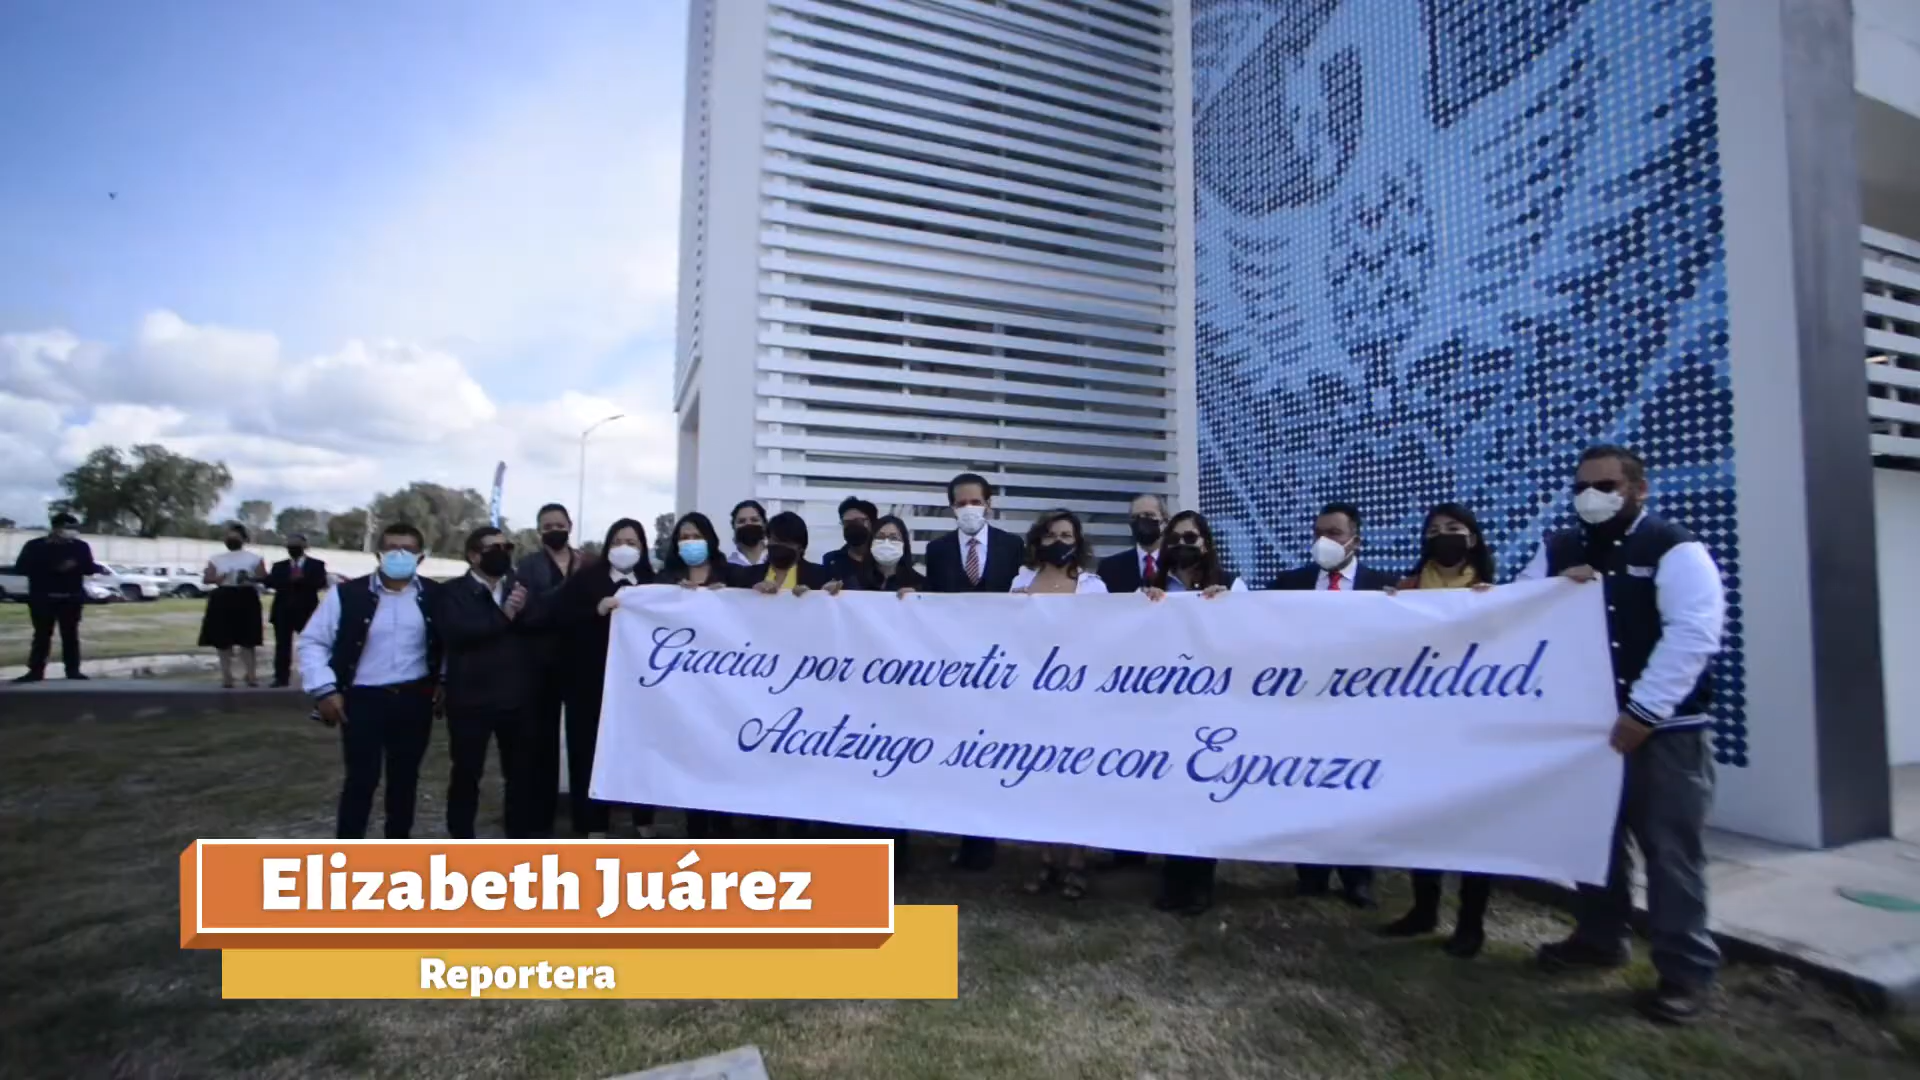 Gracias por convertir los sueños en realidad.
Acatzingo siempre con Esparza
Elizabeth Juárez
Reportera